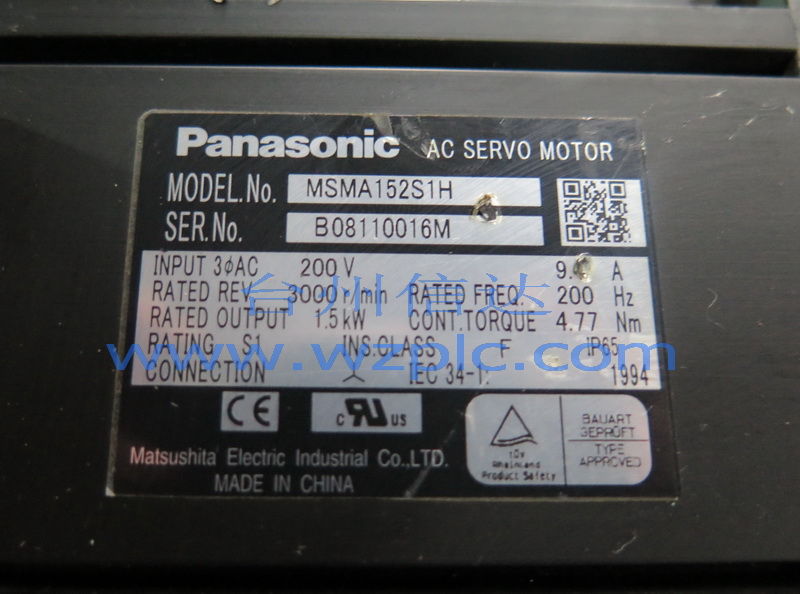 Panasonic AC SERVO MOTOR
MODEL.No. MSMA152S1H
SER.No. B08110016M
INPUT 3φAC 200 V A
RATED REV. 3000 r/min RATED FREQ. 200 Hz
RATED OUTPUT 1.5 kW CONT.TORQUE 4.77 Nm
RATING S1 INS.CLASS F IP65
CONNECTION IEC 34-1: 1994
台州信达
www.wzplc.com
CE
c RU US
TÜV
Rheinland
Product Safety
BAUART
GEPRÜFT
TYPE
APPROVED
Matsushita Electric Industrial Co.,LTD.
MADE IN CHINA